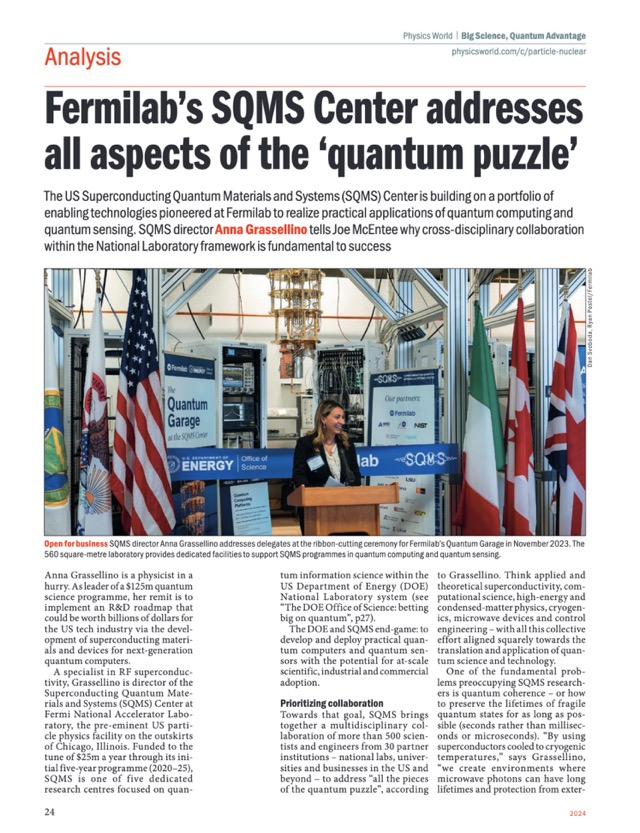 Physics World | Big Science, Quantum Advantage
physicsworld.com/c/particle-nuclear
Analysis
Fermilab's SQMS Center addresses
all aspects of the 'quantum puzzle'
The US Superconducting Quantum Materials and Systems (SQMS) Center is building on a portfolio of
enabling technologies pioneered at Fermilab to realize practical applications of quantum computing and
quantum sensing. SQMS director Anna Grassellino tells Joe McEntee why cross-disciplinary collaboration
within the National Laboratory framework is fundamental to success
Dan Svoboda, Ryan Postel/Fermilab
Fermilab
ENERGY
The
Quantum
Garage
at the SQMS Center
SQMS
Our partners:
Fermilab
NIST
U.S. DEPARTMENT OF
ENERGY
Office of
Science
lab
SQMS
Quantum
Computing
Platforms
Open for business SQMS director Anna Grassellino addresses delegates at the ribbon-cutting ceremony for Fermilab's Quantum Garage in November 2023. The
560 square-metre laboratory provides dedicated facilities to support SQMS programmes in quantum computing and quantum sensing.
Anna Grassellino is a physicist in a
hurry. As leader of a $125m quantum
science programme, her remit is to
implement an R&D roadmap that
could be worth billions of dollars for
the US tech industry via the devel-
opment of superconducting materi-
als and devices for next-generation
quantum computers.
A specialist in RF superconduc-
tivity, Grassellino is director of the
Superconducting Quantum Mate-
rials and Systems (SQMS) Center at
Fermi National Accelerator Labo-
ratory, the pre-eminent US parti-
cle physics facility on the outskirts
of Chicago, Illinois. Funded to the
tune of $25m a year through its ini-
tial five-year programme (2020–25),
SQMS is one of five dedicated
research centres focused on quan-
tum information science within the
US Department of Energy (DOE)
National Laboratory system (see
"The DOE Office of Science: betting
big on quantum", p27).
The DOE and SQMS end-game: to
develop and deploy practical quan-
tum computers and quantum sen-
sors with the potential for at-scale
scientific, industrial and commercial
adoption.
Prioritizing collaboration
Towards that goal, SQMS brings
together a multidisciplinary col-
laboration of more than 500 scien-
tists and engineers from 30 partner
institutions – national labs, univer-
sities and businesses in the US and
beyond – to address "all the pieces
of the quantum puzzle", according
to Grassellino. Think applied and
theoretical superconductivity, com-
putational science, high-energy and
condensed-matter physics, cryogen-
ics, microwave devices and control
engineering – with all this collective
effort aligned squarely towards the
translation and application of quan-
tum science and technology.
One of the fundamental prob-
lems preoccupying SQMS research-
ers is quantum coherence – or how
to preserve the lifetimes of fragile
quantum states for as long as pos-
sible (seconds rather than millisec-
onds or microseconds). "By using
superconductors cooled to cryogenic
temperatures," says Grassellino,
"we create environments where
microwave photons can have long
lifetimes and protection from exter-
24
2024